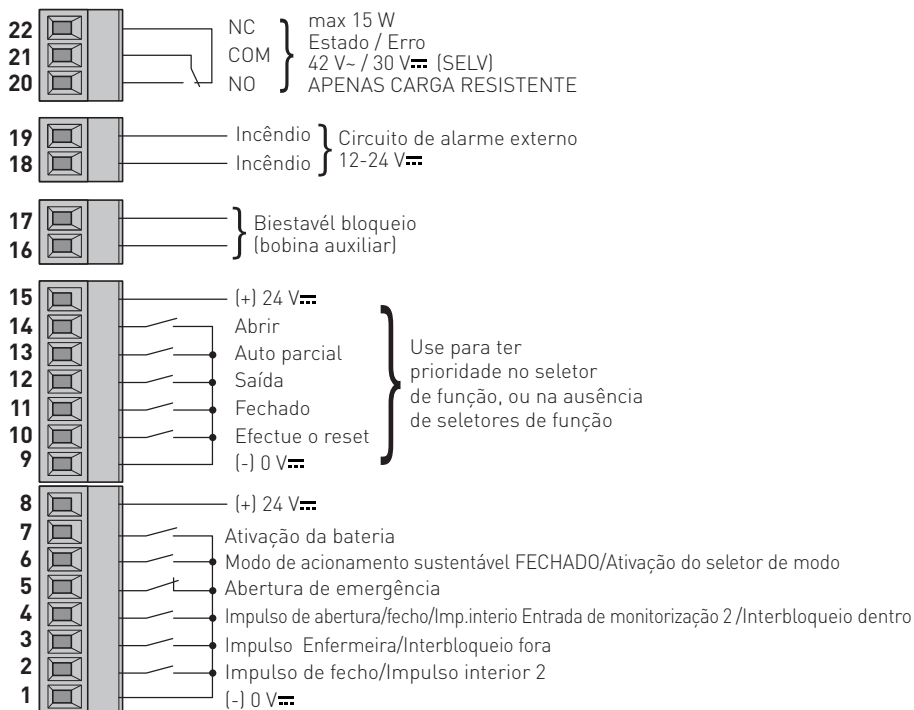 22 NC max 15 W
21 COM Estado / Erro
42 V~ / 30 V⎓ (SELV)
20 NO APENAS CARGA RESISTENTE
19 Incêndio Circuito de alarme externo
18 Incêndio 12-24 V⎓
17 Biestavél bloqueio
16 (bobina auxiliar)
15 (+) 24 V⎓
14 Abrir
13 Auto parcial
12 Saída
11 Fechado
10 Efectue o reset
9 (-) 0 V⎓
Use para ter
prioridade no seletor
de função, ou na ausência
de seletores de função
8 (+) 24 V⎓
7 Ativação da bateria
6 Modo de acionamento sustentável FECHADO/Ativação do seletor de modo
5 Abertura de emergência
4 Impulso de abertura/fecho/Imp.interio Entrada de monitorização 2 /Interbloqueio dentro
3 Impulso Enfermeira/Interbloqueio fora
2 Impulso de fecho/Impulso interior 2
1 (-) 0 V⎓